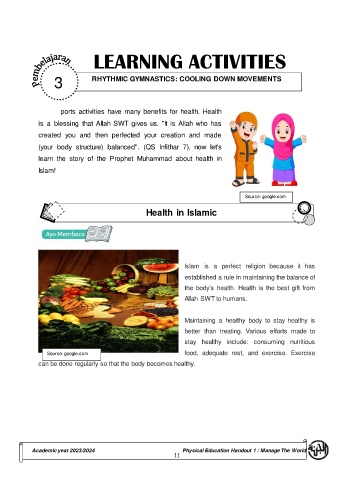 Pembelajaran
3
LEARNING ACTIVITIES
RHYTHMIC GYMNASTICS: COOLING DOWN MOVEMENTS
ports activities have many benefits for health. Health
is a blessing that Allah SWT gives us. "It is Allah who has
created you and then perfected your creation and made
(your body structure) balanced". (QS Infithar 7). now let's
learn the story of the Prophet Muhammad about health in
Islam!
Source: google.com
Health in Islamic
Ayo Membaca
Islam is a perfect religion because it has
established a rule in maintaining the balance of
the body's health. Health is the best gift from
Allah SWT to humans.
Maintaining a healthy body to stay healthy is
better than treating. Various efforts made to
stay healthy include: consuming nutritious
food, adequate rest, and exercise. Exercise
Source: google.com
can be done regularly so that the body becomes healthy.
Academic year 2023/2024
Physical Education Handout 1 / Manage The World
11